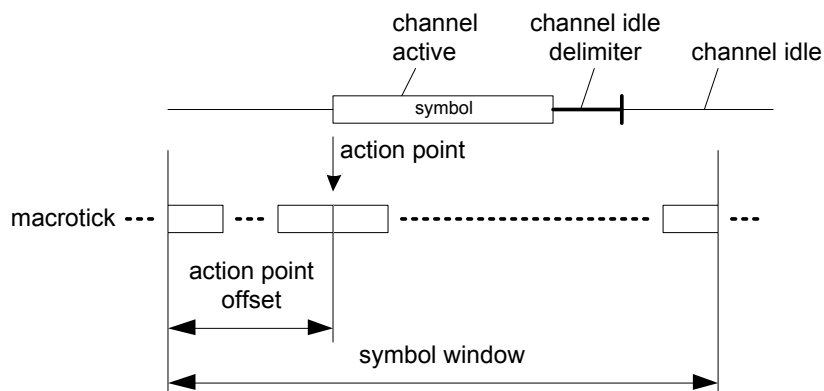 channel
active
channel idle
delimiter
channel idle
symbol
action point
macrotick
action point
offset
symbol window